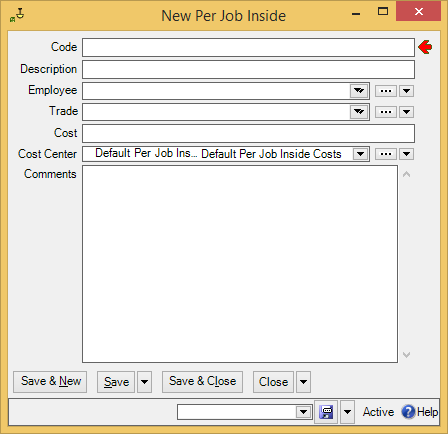 New Per Job Inside
Code
Description
Employee
Trade
Cost
Cost Center Default Per Job Ins... Default Per Job Inside Costs
Comments
Save & New Save Save & Close Close
Active Help